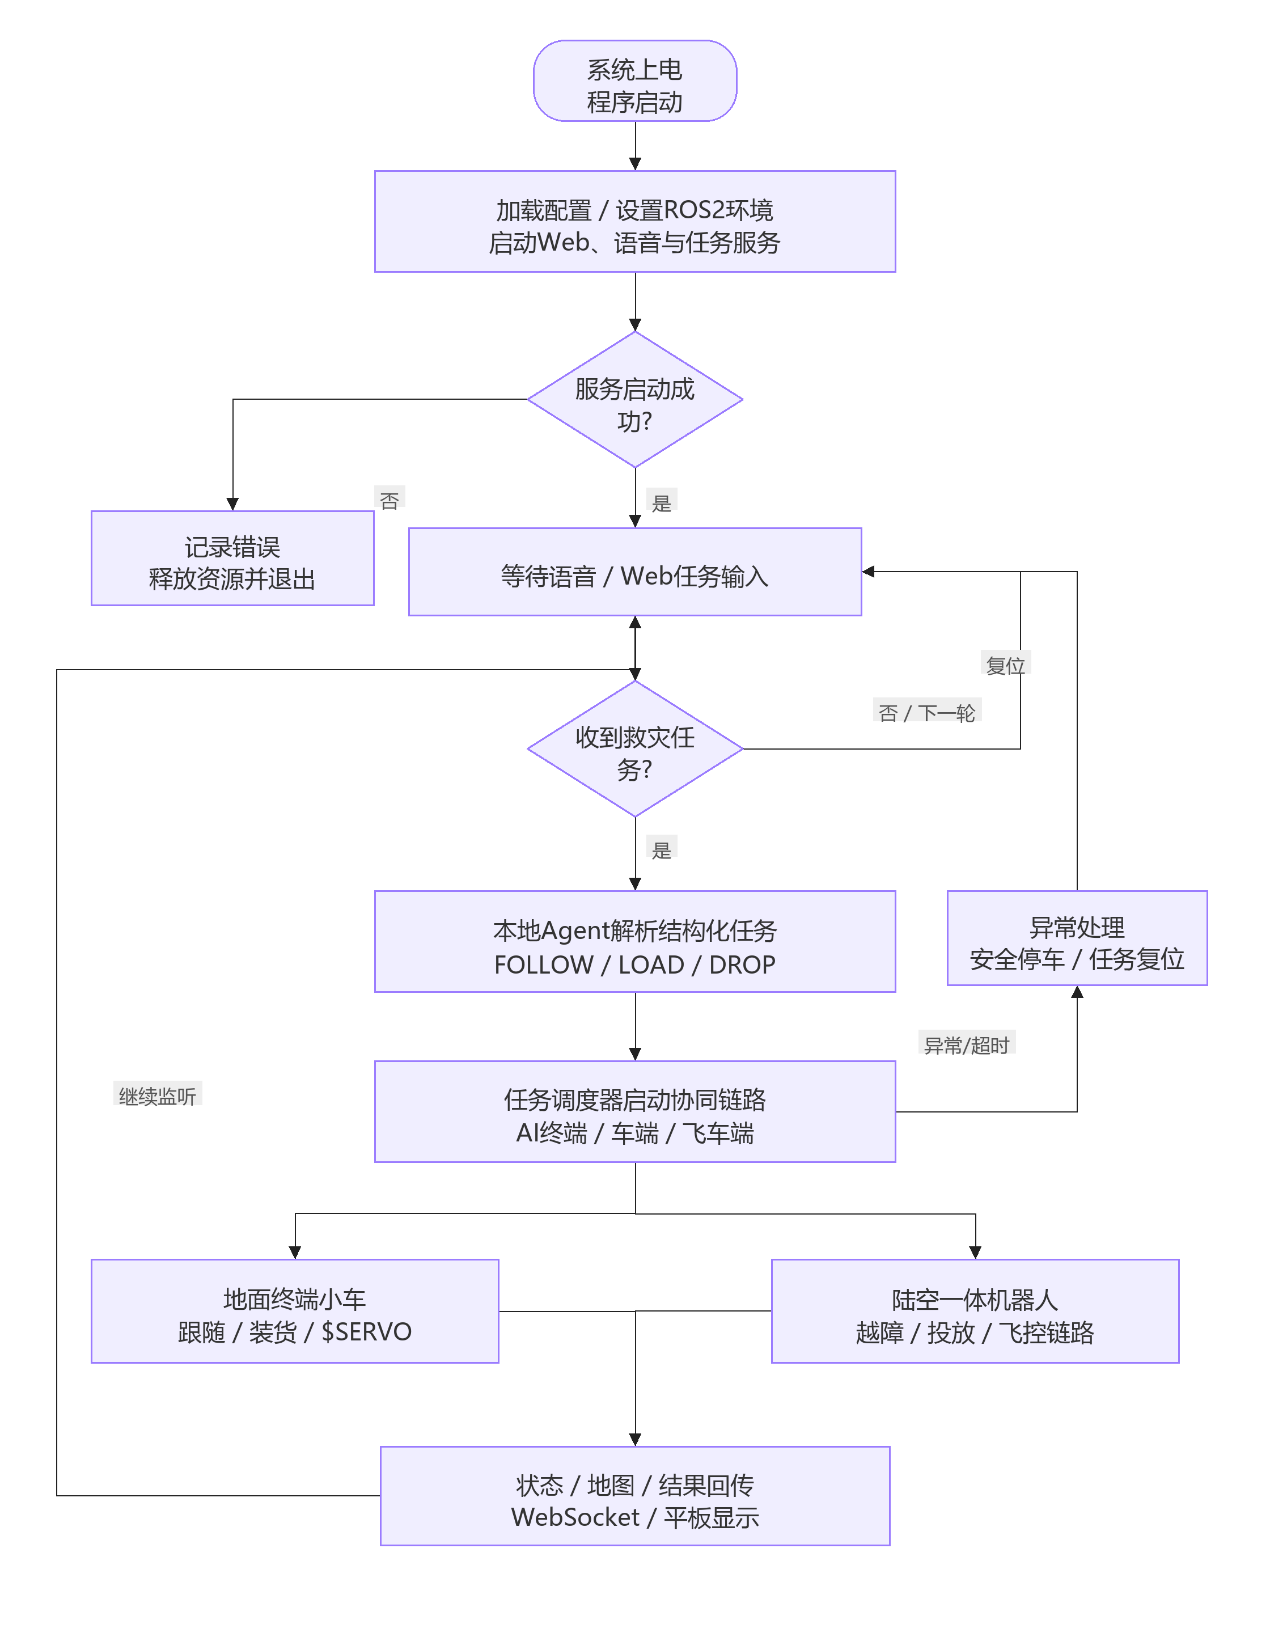 系统上电
程序启动
加载配置 / 设置ROS2环境
启动Web、语音与任务服务
服务启动成
功?
否
是
记录错误
释放资源并退出
等待语音 / Web任务输入
复位
否 / 下一轮
收到救灾任
务?
是
本地Agent解析结构化任务
FOLLOW / LOAD / DROP
异常处理
安全停车 / 任务复位
异常/超时
继续监听
任务调度器启动协同链路
AI终端 / 车端 / 飞车端
地面终端小车
跟随 / 装货 / $SERVO
陆空一体机器人
越障 / 投放 / 飞控链路
状态 / 地图 / 结果回传
WebSocket / 平板显示